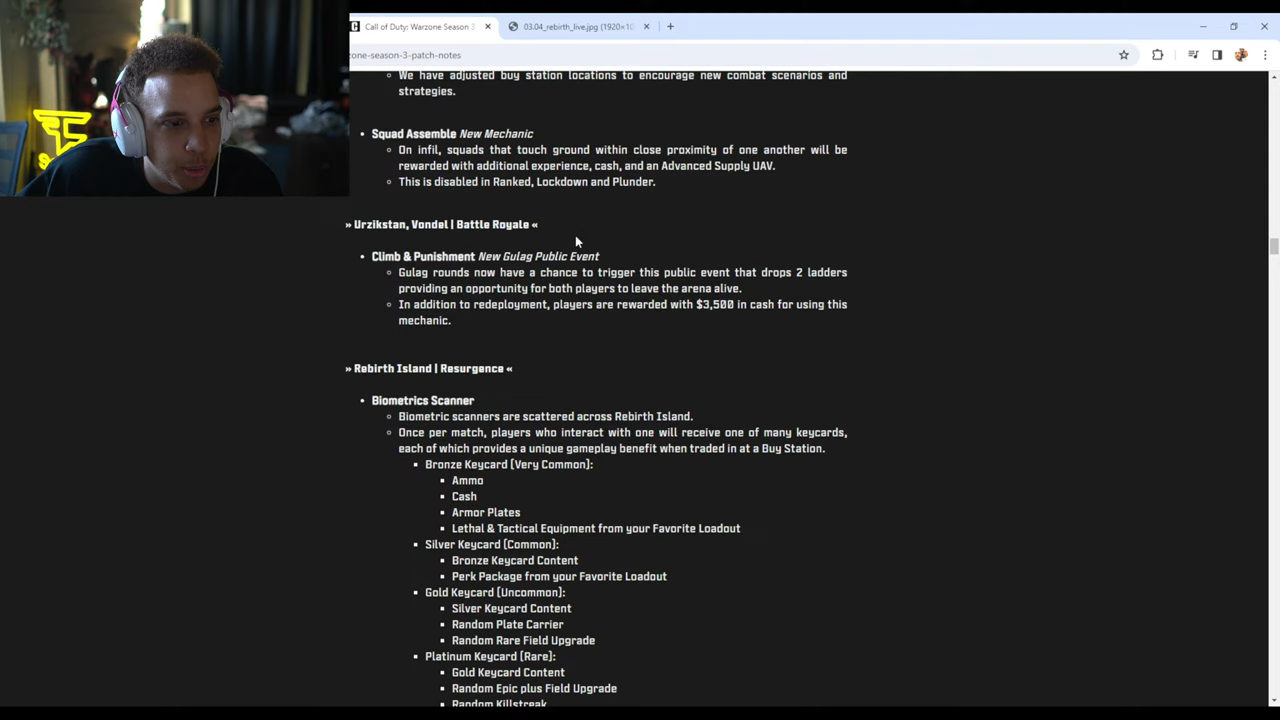 Call of Duty: Warzone Season 3
03.04_rebirth_live.jpg (1920×10
zone-season-3-patch-notes
We have adjusted buy station locations to encourage new combat scenarios and
strategies.
• Squad Assemble New Mechanic
On infil, squads that touch ground within close proximity of one another will be
rewarded with additional experience, cash, and an Advanced Supply UAV.
This is disabled in Ranked, Lockdown and Plunder.
» Urzikstan, Vondel | Battle Royale «
• Climb & Punishment New Gulag Public Event
Gulag rounds now have a chance to trigger this public event that drops 2 ladders
providing an opportunity for both players to leave the arena alive.
In addition to redeployment, players are rewarded with $3,500 in cash for using this
mechanic.
» Rebirth Island | Resurgence «
• Biometrics Scanner
Biometric scanners are scattered across Rebirth Island.
Once per match, players who interact with one will receive one of many keycards,
each of which provides a unique gameplay benefit when traded in at a Buy Station.
Bronze Keycard (Very Common):
Ammo
Cash
Armor Plates
Lethal & Tactical Equipment from your Favorite Loadout
Silver Keycard (Common):
Bronze Keycard Content
Perk Package from your Favorite Loadout
Gold Keycard (Uncommon):
Silver Keycard Content
Random Plate Carrier
Random Rare Field Upgrade
Platinum Keycard (Rare):
Gold Keycard Content
Random Epic plus Field Upgrade
Random Killstreak